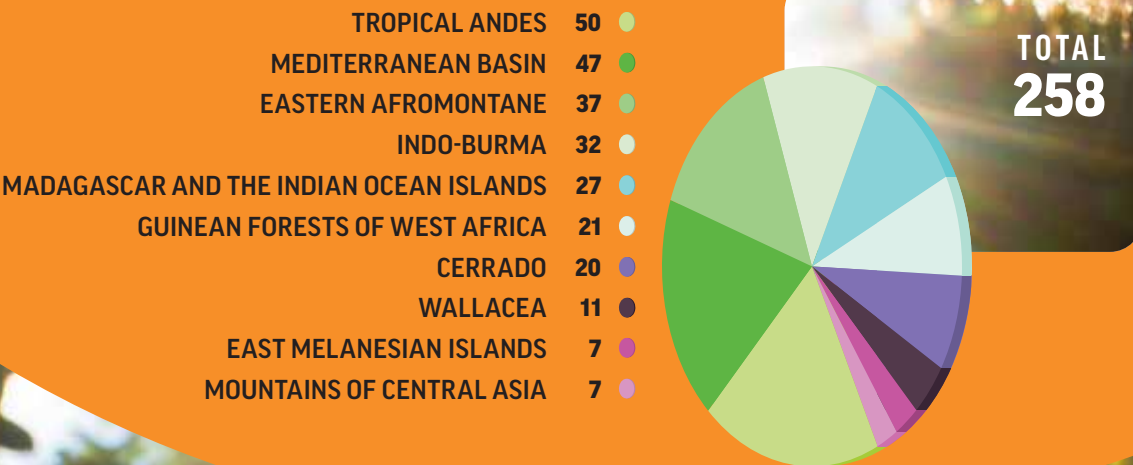 TROPICAL ANDES 50
MEDITERRANEAN BASIN 47
EASTERN AFROMONTANE 37
INDO-BURMA 32
MADAGASCAR AND THE INDIAN OCEAN ISLANDS 27
GUINEAN FORESTS OF WEST AFRICA 21
CERRADO 20
WALLACEA 11
EAST MELANESIAN ISLANDS 7
MOUNTAINS OF CENTRAL ASIA 7
TOTAL
258